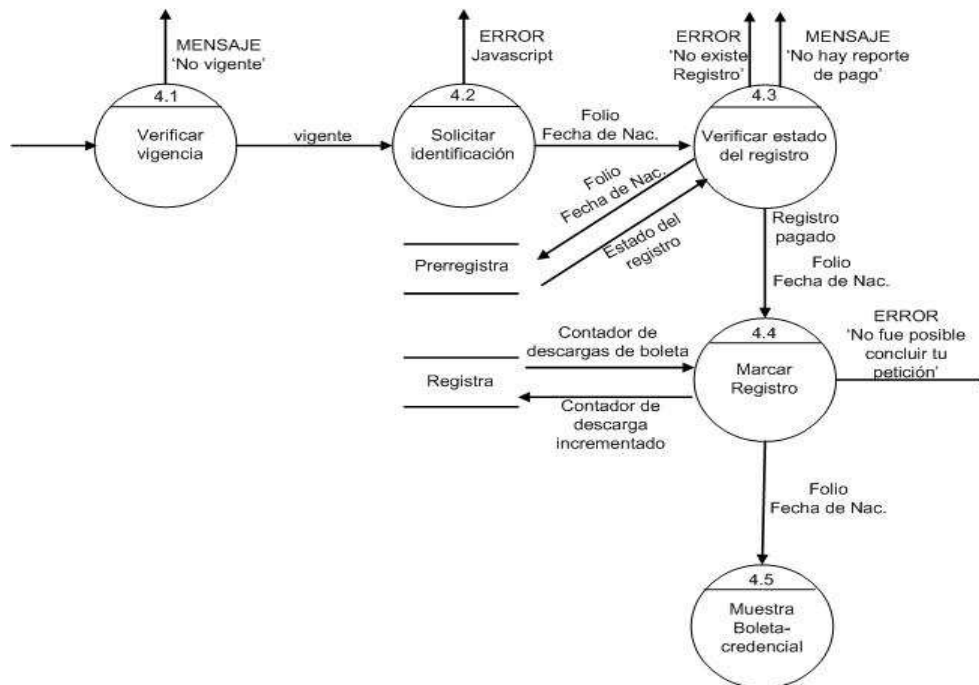 MENSAJE
'No vigente'
ERROR
Javascript
ERROR
'No existe
Registro'
MENSAJE
'No hay reporte
de pago'
4.1
Verificar
vigencia
vigente
4.2
Solicitar
identificación
Folio
Fecha de Nac.
4.3
Verificar estado
del registro
Folio
Fecha de Nac.
Estado del
registro
Prerregistra
Registro
pagado
Folio
Fecha de Nac.
Contador de
descargas de boleta
Registra
Contador de
descarga
incrementado
4.4
Marcar
Registro
ERROR
'No fue posible
concluir tu
petición'
Folio
Fecha de Nac.
4.5
Muestra
Boleta-
credencial